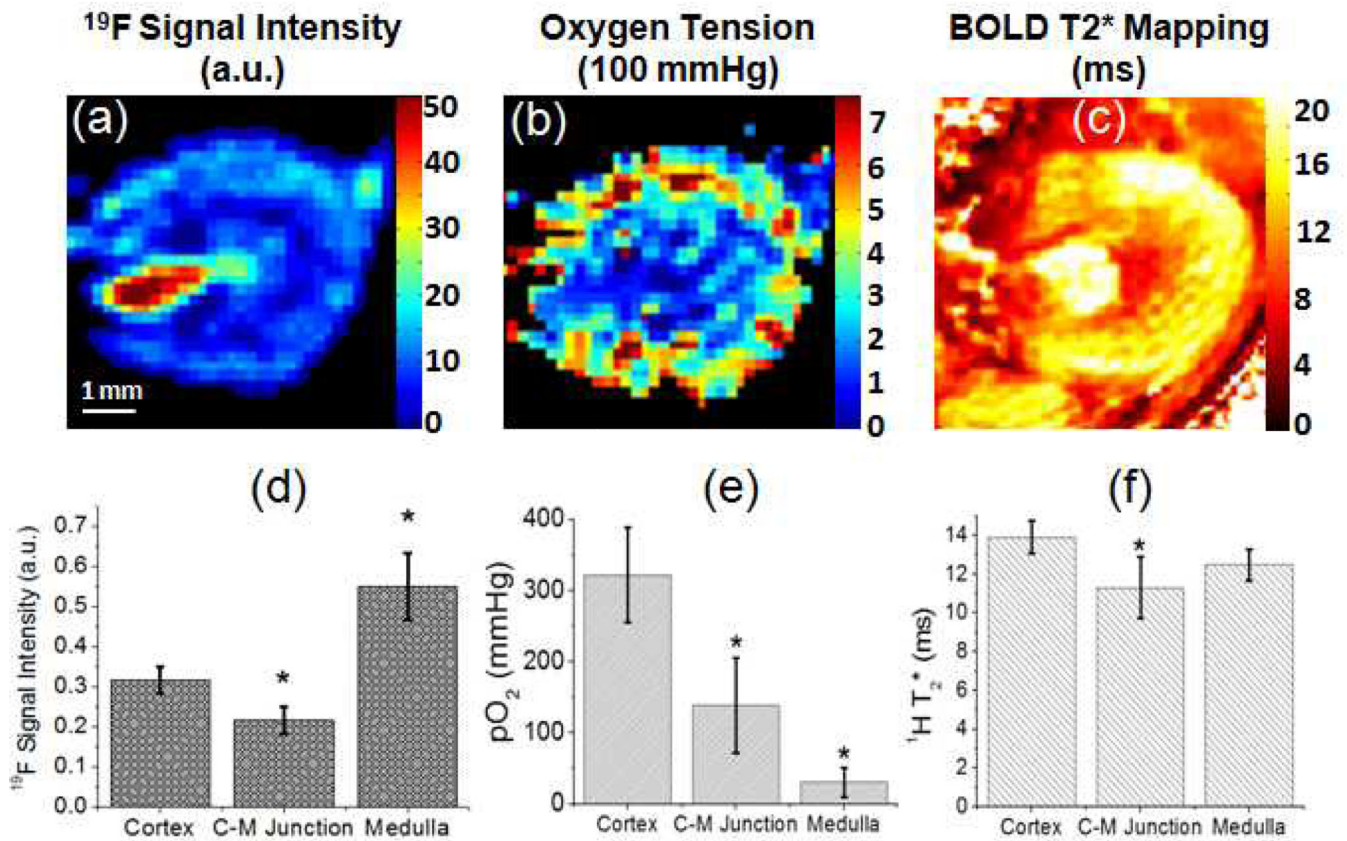 ¹⁹F Signal Intensity Oxygen Tension BOLD T2* Mapping
(a.u.) (100 mmHg) (ms)
(a) 50 40 30 20 10 0
1 mm
(b) 7 6 5 4 3 2 1 0
(c) 20 16 12 8 4 0
(d)
¹⁹F Signal Intensity (a.u.)
0.7
0.6
0.5
0.4
0.3
0.2
0.1
0.0
* *
Cortex C-M Junction Medulla
(e)
pO₂ (mmHg)
400
300
200
100
0
* *
Cortex C-M Junction Medulla
(f)
¹H T₂* (ms)
14
12
10
8
6
4
2
0
*
Cortex C-M Junction Medulla